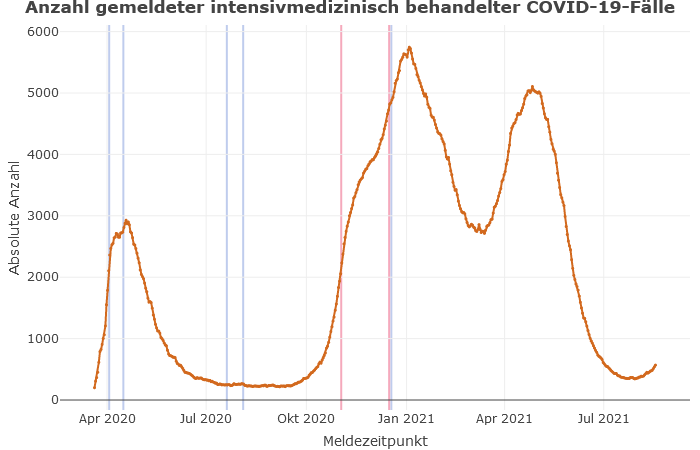 Anzahl gemeldeter intensivmedizinisch behandelter COVID-19-Fälle
6000
5000
4000
3000
2000
1000
0
Absolute Anzahl
Apr 2020 Jul 2020 Okt 2020 Jan 2021 Apr 2021 Jul 2021
Meldezeitpunkt